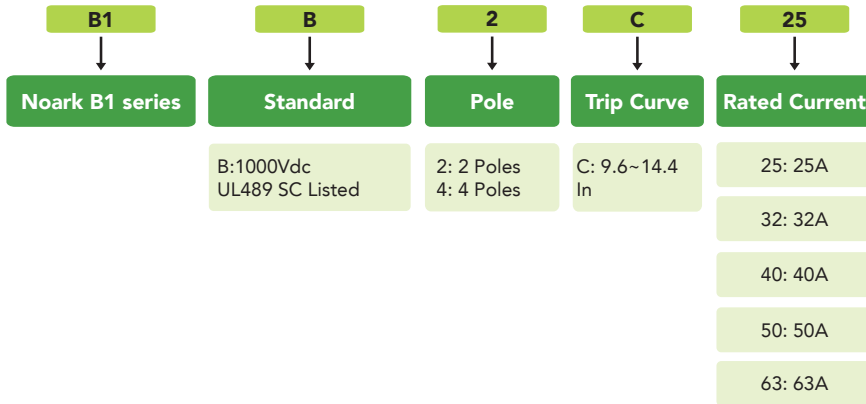 B1
B
2
C
25
Noark B1 series
Standard
Pole
Trip Curve
Rated Current
B:1000Vdc
UL489 SC Listed
2: 2 Poles
4: 4 Poles
C: 9.6~14.4
In
25: 25A
32: 32A
40: 40A
50: 50A
63: 63A